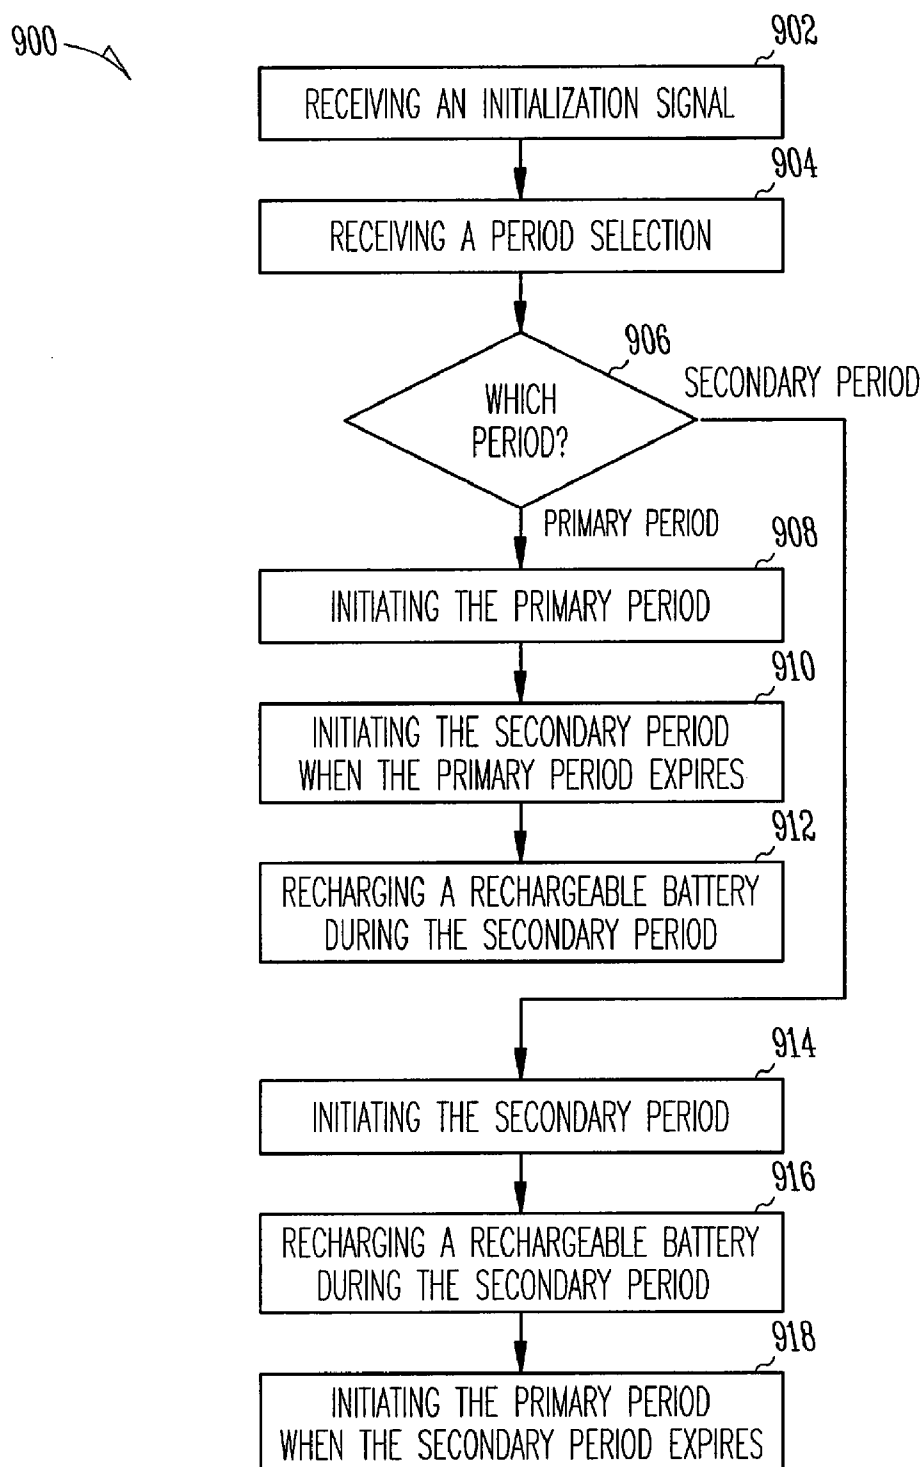 900
902
RECEIVING AN INITIALIZATION SIGNAL
904
RECEIVING A PERIOD SELECTION
906
SECONDARY PERIOD
WHICH
PERIOD?
PRIMARY PERIOD
908
INITIATING THE PRIMARY PERIOD
910
INITIATING THE SECONDARY PERIOD
WHEN THE PRIMARY PERIOD EXPIRES
912
RECHARGING A RECHARGEABLE BATTERY
DURING THE SECONDARY PERIOD
914
INITIATING THE SECONDARY PERIOD
916
RECHARGING A RECHARGEABLE BATTERY
DURING THE SECONDARY PERIOD
918
INITIATING THE PRIMARY PERIOD
WHEN THE SECONDARY PERIOD EXPIRES